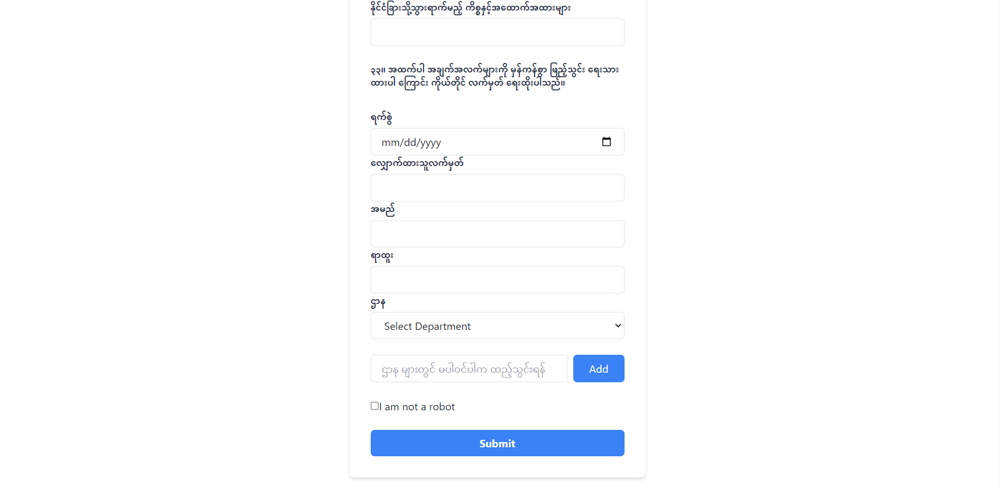 နိုင်ငံခြားသို့သွားရာက်မည့် ကိစ္စနှင့်အထောက်အထားများ
၃၃။ အထက်ပါ အချက်အလက်များကို မှန်ကန်စွာ ဖြည့်သွင်း ရေးသား
ထားပါ ကြောင်း ကိုယ်တိုင် လက်မှတ် ရေးထိုးပါသည်။
ရက်စွဲ
mm/dd/yyyy
လျှောက်ထားသူလက်မှတ်
အမည်
ရာထူး
ဌာန
Select Department
ဌာန များတွင် မပါဝင်ပါက ထည့်သွင်းရန်
Add
I am not a robot
Submit